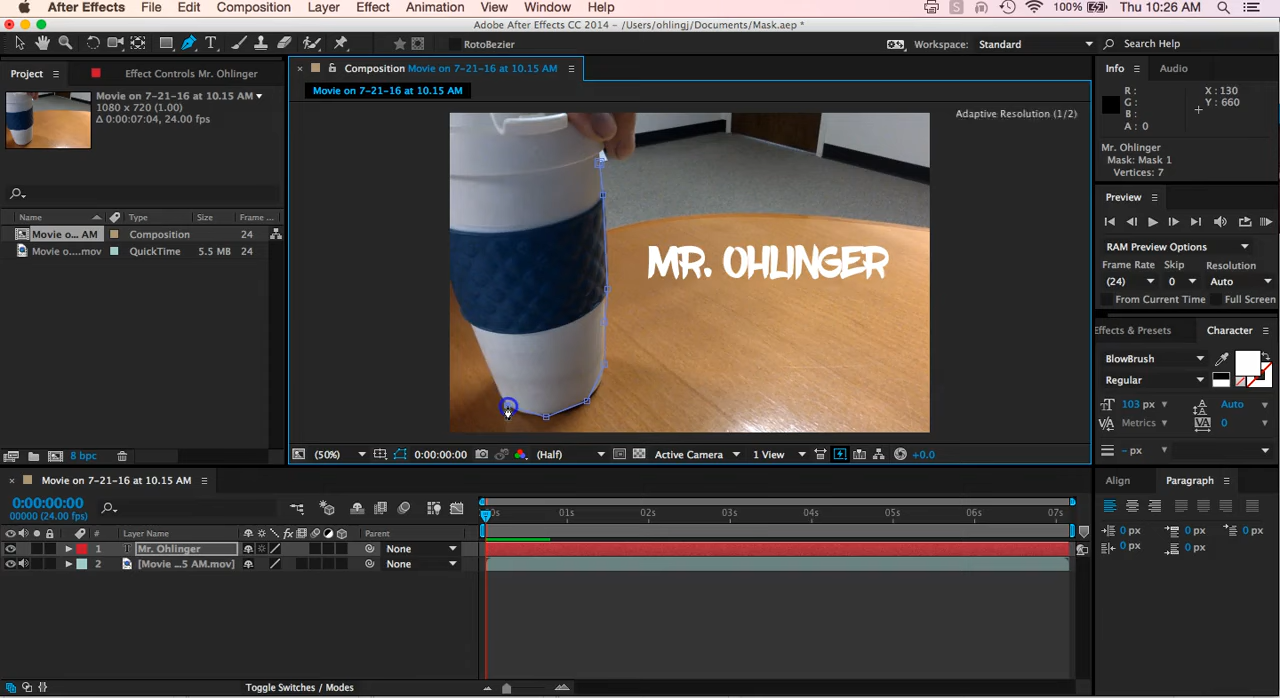 After Effects File Edit Composition Layer Effect Animation View Window Help 100% Thu 10:26 AM
Adobe After Effects CC 2014 - /Users/ohlingj/Documents/Mask.aep *
RotoBezier Workspace: Standard Search Help
Project Effect Controls Mr. Ohlinger
Movie on 7-21-16 at 10.15 AM
1080 x 720 (1.00)
Δ 0:00:07:04, 24.00 fps
Name Type Size Frame ...
Movie o... AM Composition 24
Movie o....mov QuickTime 5.5 MB 24
8 bpc
Composition Movie on 7-21-16 at 10.15 AM
Movie on 7-21-16 at 10.15 AM
Adaptive Resolution (1/2)
MR. OHLINGER
(50%) 0:00:00:00 (Half) Active Camera 1 View +0.0
Info Audio
R: X: 130
G: Y: 660
B:
A: 0
Mr. Ohlinger
Mask: Mask 1
Vertices: 7
Preview
RAM Preview Options
Frame Rate Skip Resolution
(24) 0 Auto
From Current Time Full Screen
Effects & Presets Character
BlowBrush
Regular
103 px Auto
Metrics 0
- px
Align Paragraph
0 px 0 px 0 px
0 px 0 px
Movie on 7-21-16 at 10.15 AM
0:00:00:00
00000 (24.00 fps)
0s 01s 02s 03s 04s 05s 06s 07s
# Layer Name fx Parent
1 T Mr. Ohlinger None
2 [Movie ...5 AM.mov] None
Toggle Switches / Modes